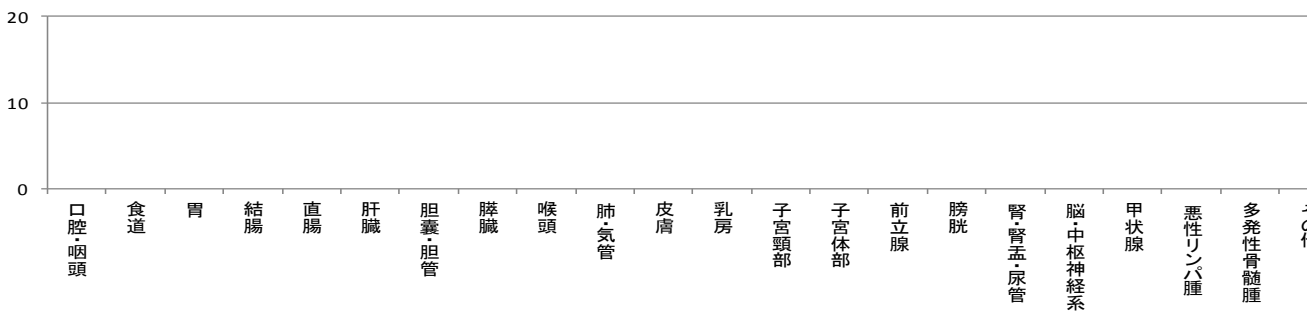 20
10
0
口腔・咽頭
食道
胃
結腸
直腸
肝臓
胆嚢・胆管
膵臓
喉頭
肺・気管
皮膚
乳房
子宮頸部
子宮体部
前立腺
膀胱
腎・腎盂・尿管
脳・中枢神経系
甲状腺
悪性リンパ腫
多発性骨髄腫